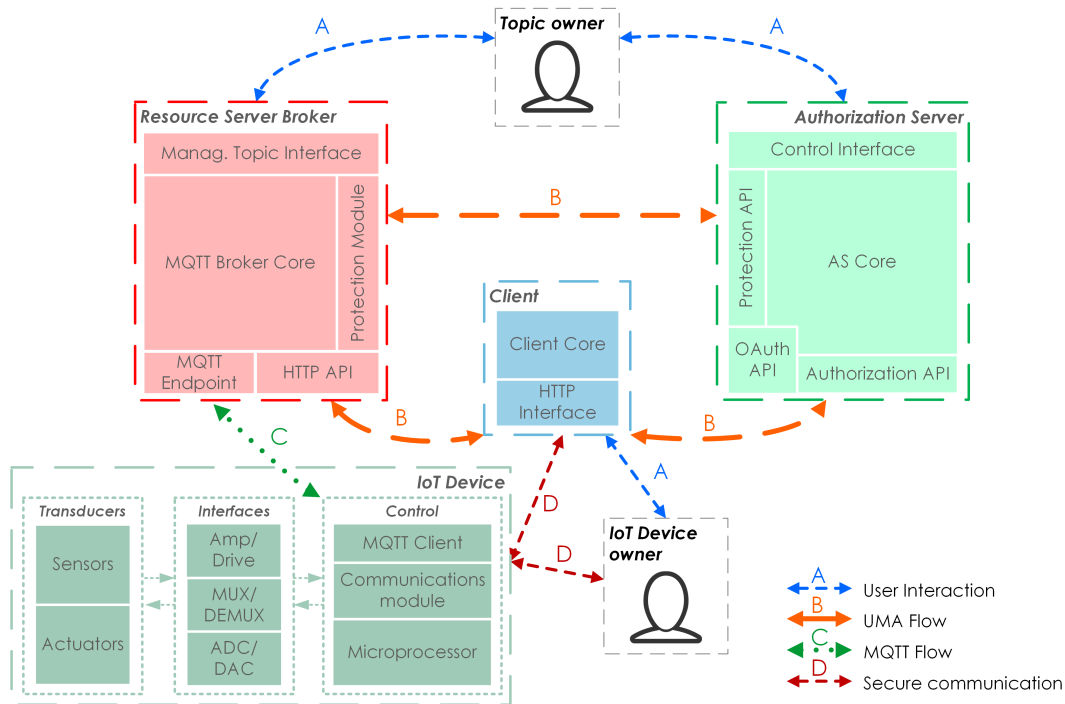 A
Topic owner
A
Resource Server Broker
Manag. Topic Interface
MQTT Broker Core
Protection Module
MQTT
Endpoint
HTTP API
B
Authorization Server
Control Interface
Protection API
AS Core
OAuth
API
Authorization API
Client
Client Core
HTTP
Interface
B
B
C
A
D
D
IoT Device
Transducers
Sensors
Actuators
Interfaces
Amp/
Drive
MUX/
DEMUX
ADC/
DAC
Control
MQTT Client
Communications
module
Microprocessor
IoT Device
owner
A
User Interaction
B
UMA Flow
C
MQTT Flow
D
Secure communication